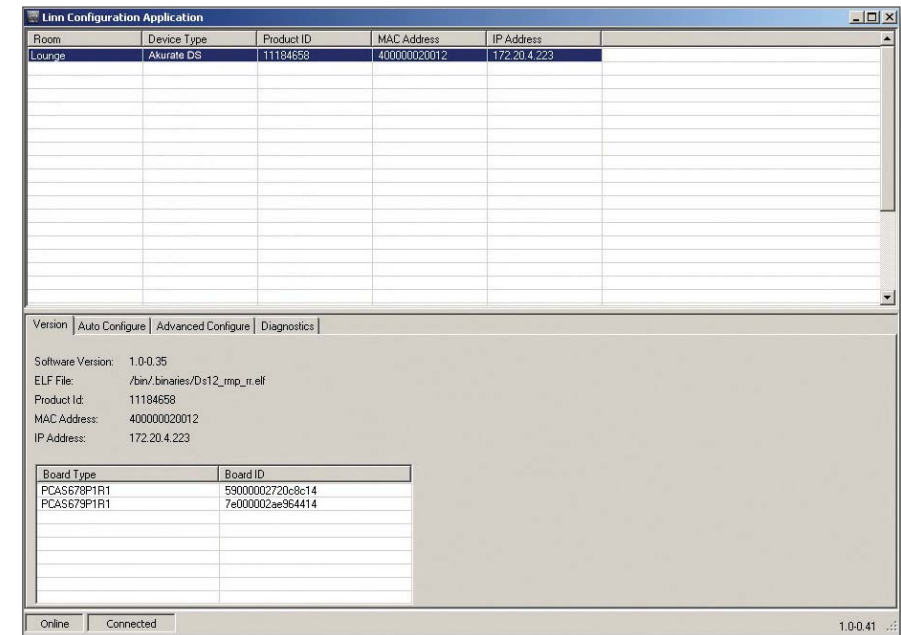 Linn Configuration Application
Room Device Type Product ID MAC Address IP Address
Lounge Akurate DS 11184658 400000020012 172.20.4.223
Version Auto Configure Advanced Configure Diagnostics
Software Version: 1.0-0.35
ELF File: /bin/.binaries/Ds12_rmp_rr.elf
Product Id: 11184658
MAC Address: 400000020012
IP Address: 172.20.4.223
Board Type Board ID
PCAS678P1R1 59000002720c8c14
PCAS679P1R1 7e000002ae964414
Online Connected 1.0-0.41